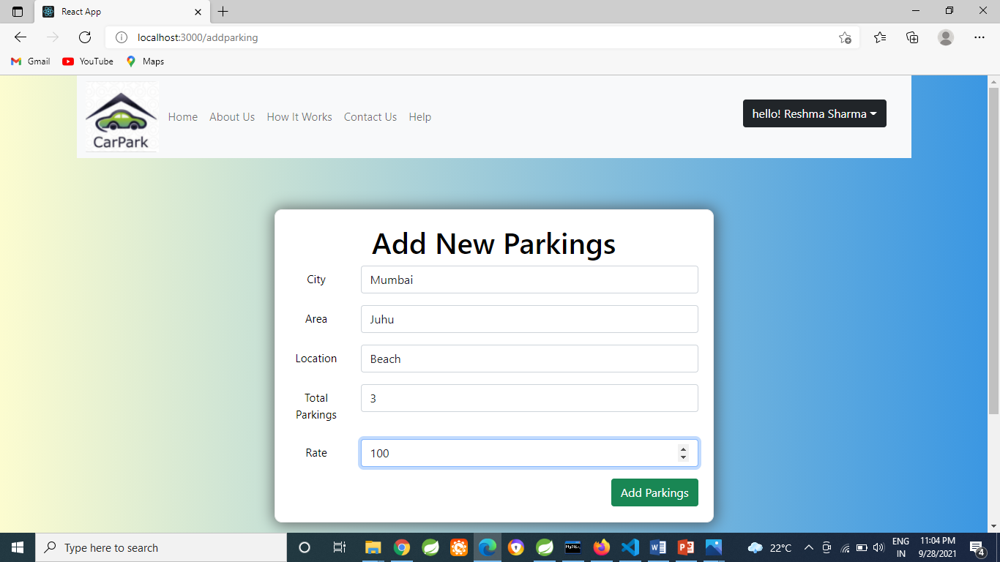 React App
localhost:3000/addparking
Gmail YouTube Maps
CarPark
Home About Us How It Works Contact Us Help
hello! Reshma Sharma
Add New Parkings
City Mumbai
Area Juhu
Location Beach
Total Parkings 3
Rate 100
Add Parkings
Type here to search
MySQL
22°C
ENG
IN
11:04 PM
9/28/2021
4